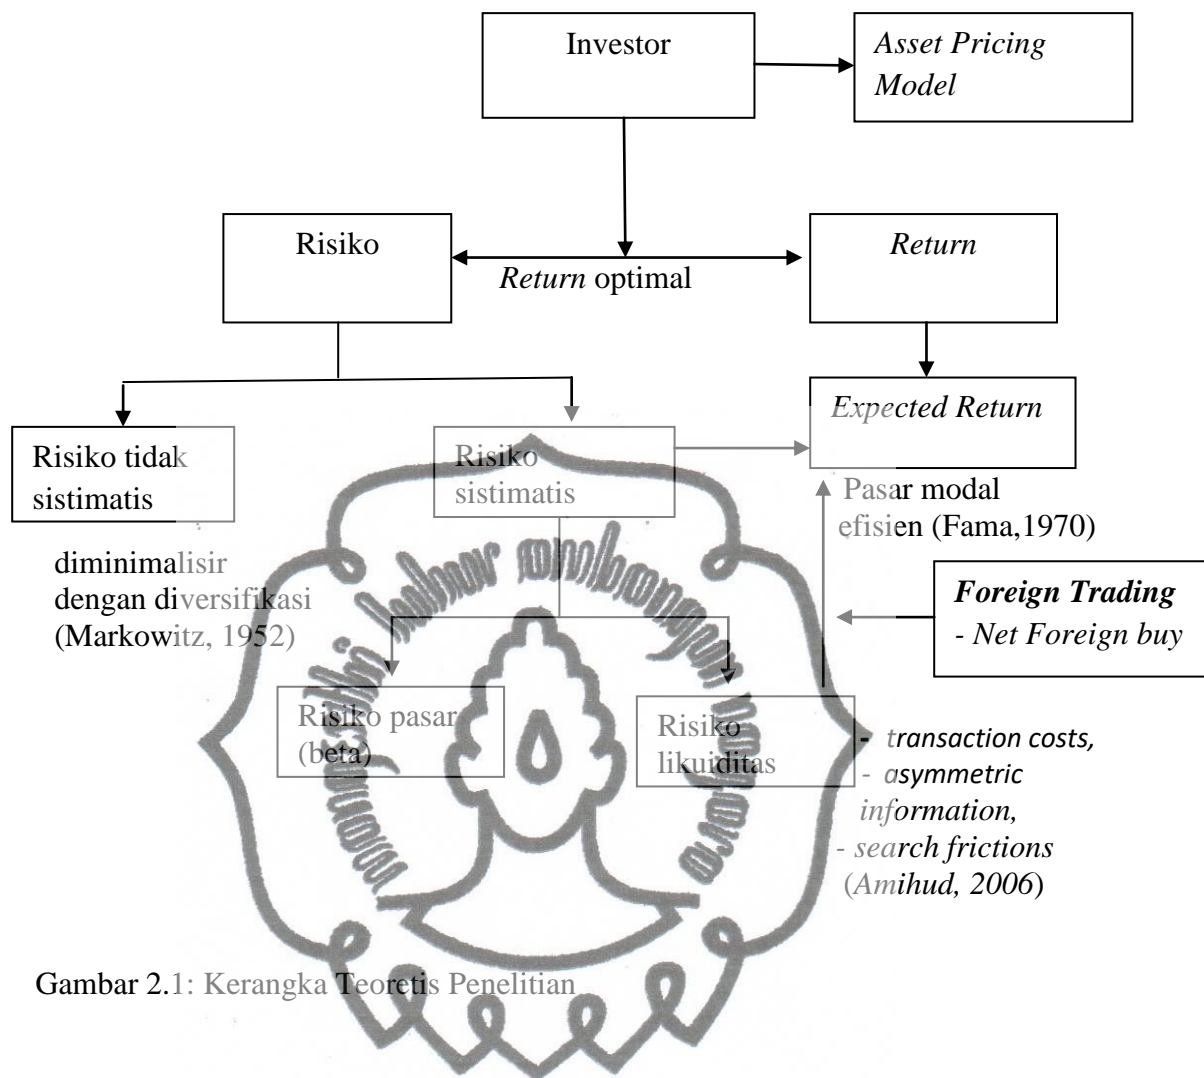 Investor
Asset Pricing
Model
Risiko
Return optimal
Return
Expected Return
Pasar modal
efisien (Fama,1970)
Risiko tidak
sistimatis
Risiko
sistimatis
diminimalisir
dengan diversifikasi
(Markowitz, 1952)
Foreign Trading
- Net Foreign buy
Risiko pasar
(beta)
Risiko
likuiditas
- transaction costs,
- asymmetric
information,
- search frictions
(Amihud, 2006)
Gambar 2.1: Kerangka Teoretis Penelitian